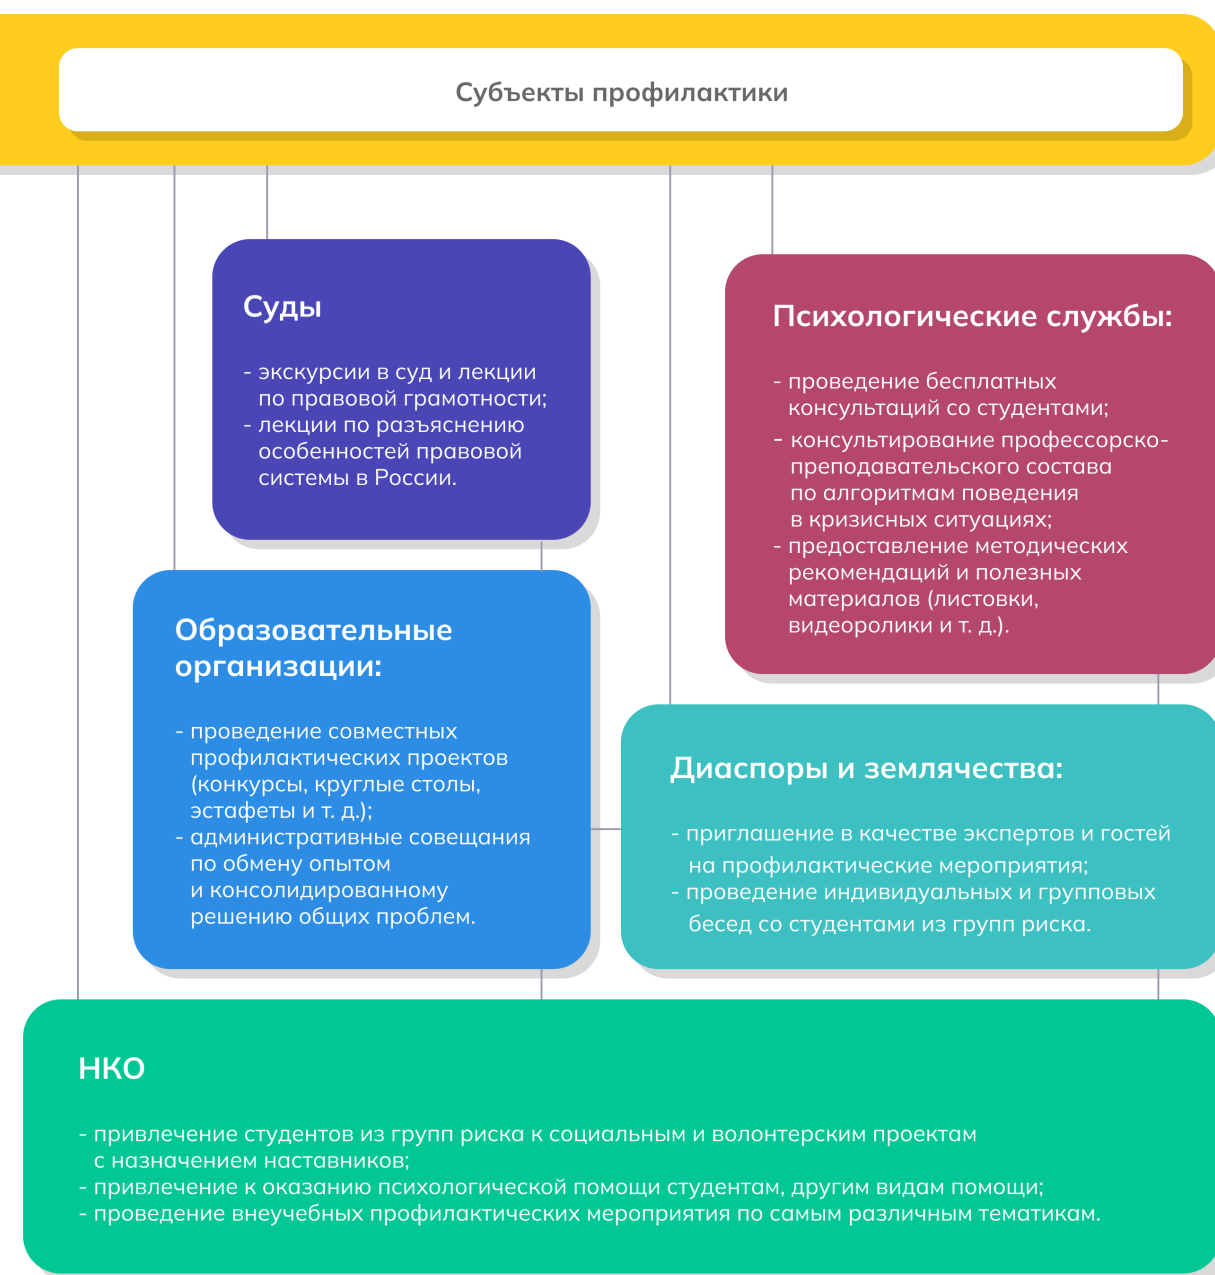 Субъекты профилактики
Суды
- экскурсии в суд и лекции
по правовой грамотности;
- лекции по разъяснению
особенностей правовой
системы в России.
Психологические службы:
- проведение бесплатных
консультаций со студентами;
- консультирование профессорско-
преподавательского состава
по алгоритмам поведения
в кризисных ситуациях;
- предоставление методических
рекомендаций и полезных
материалов (листовки,
видеоролики и т. д.).
Образовательные
организации:
- проведение совместных
профилактических проектов
(конкурсы, круглые столы,
эстафеты и т. д.);
- административные совещания
по обмену опытом
и консолидированному
решению общих проблем.
Диаспоры и землячества:
- приглашение в качестве экспертов и гостей
на профилактические мероприятия;
- проведение индивидуальных и групповых
бесед со студентами из групп риска.
НКО
- привлечение студентов из групп риска к социальным и волонтерским проектам
с назначением наставников;
- привлечение к оказанию психологической помощи студентам, другим видам помощи;
- проведение внеучебных профилактических мероприятия по самым различным тематикам.